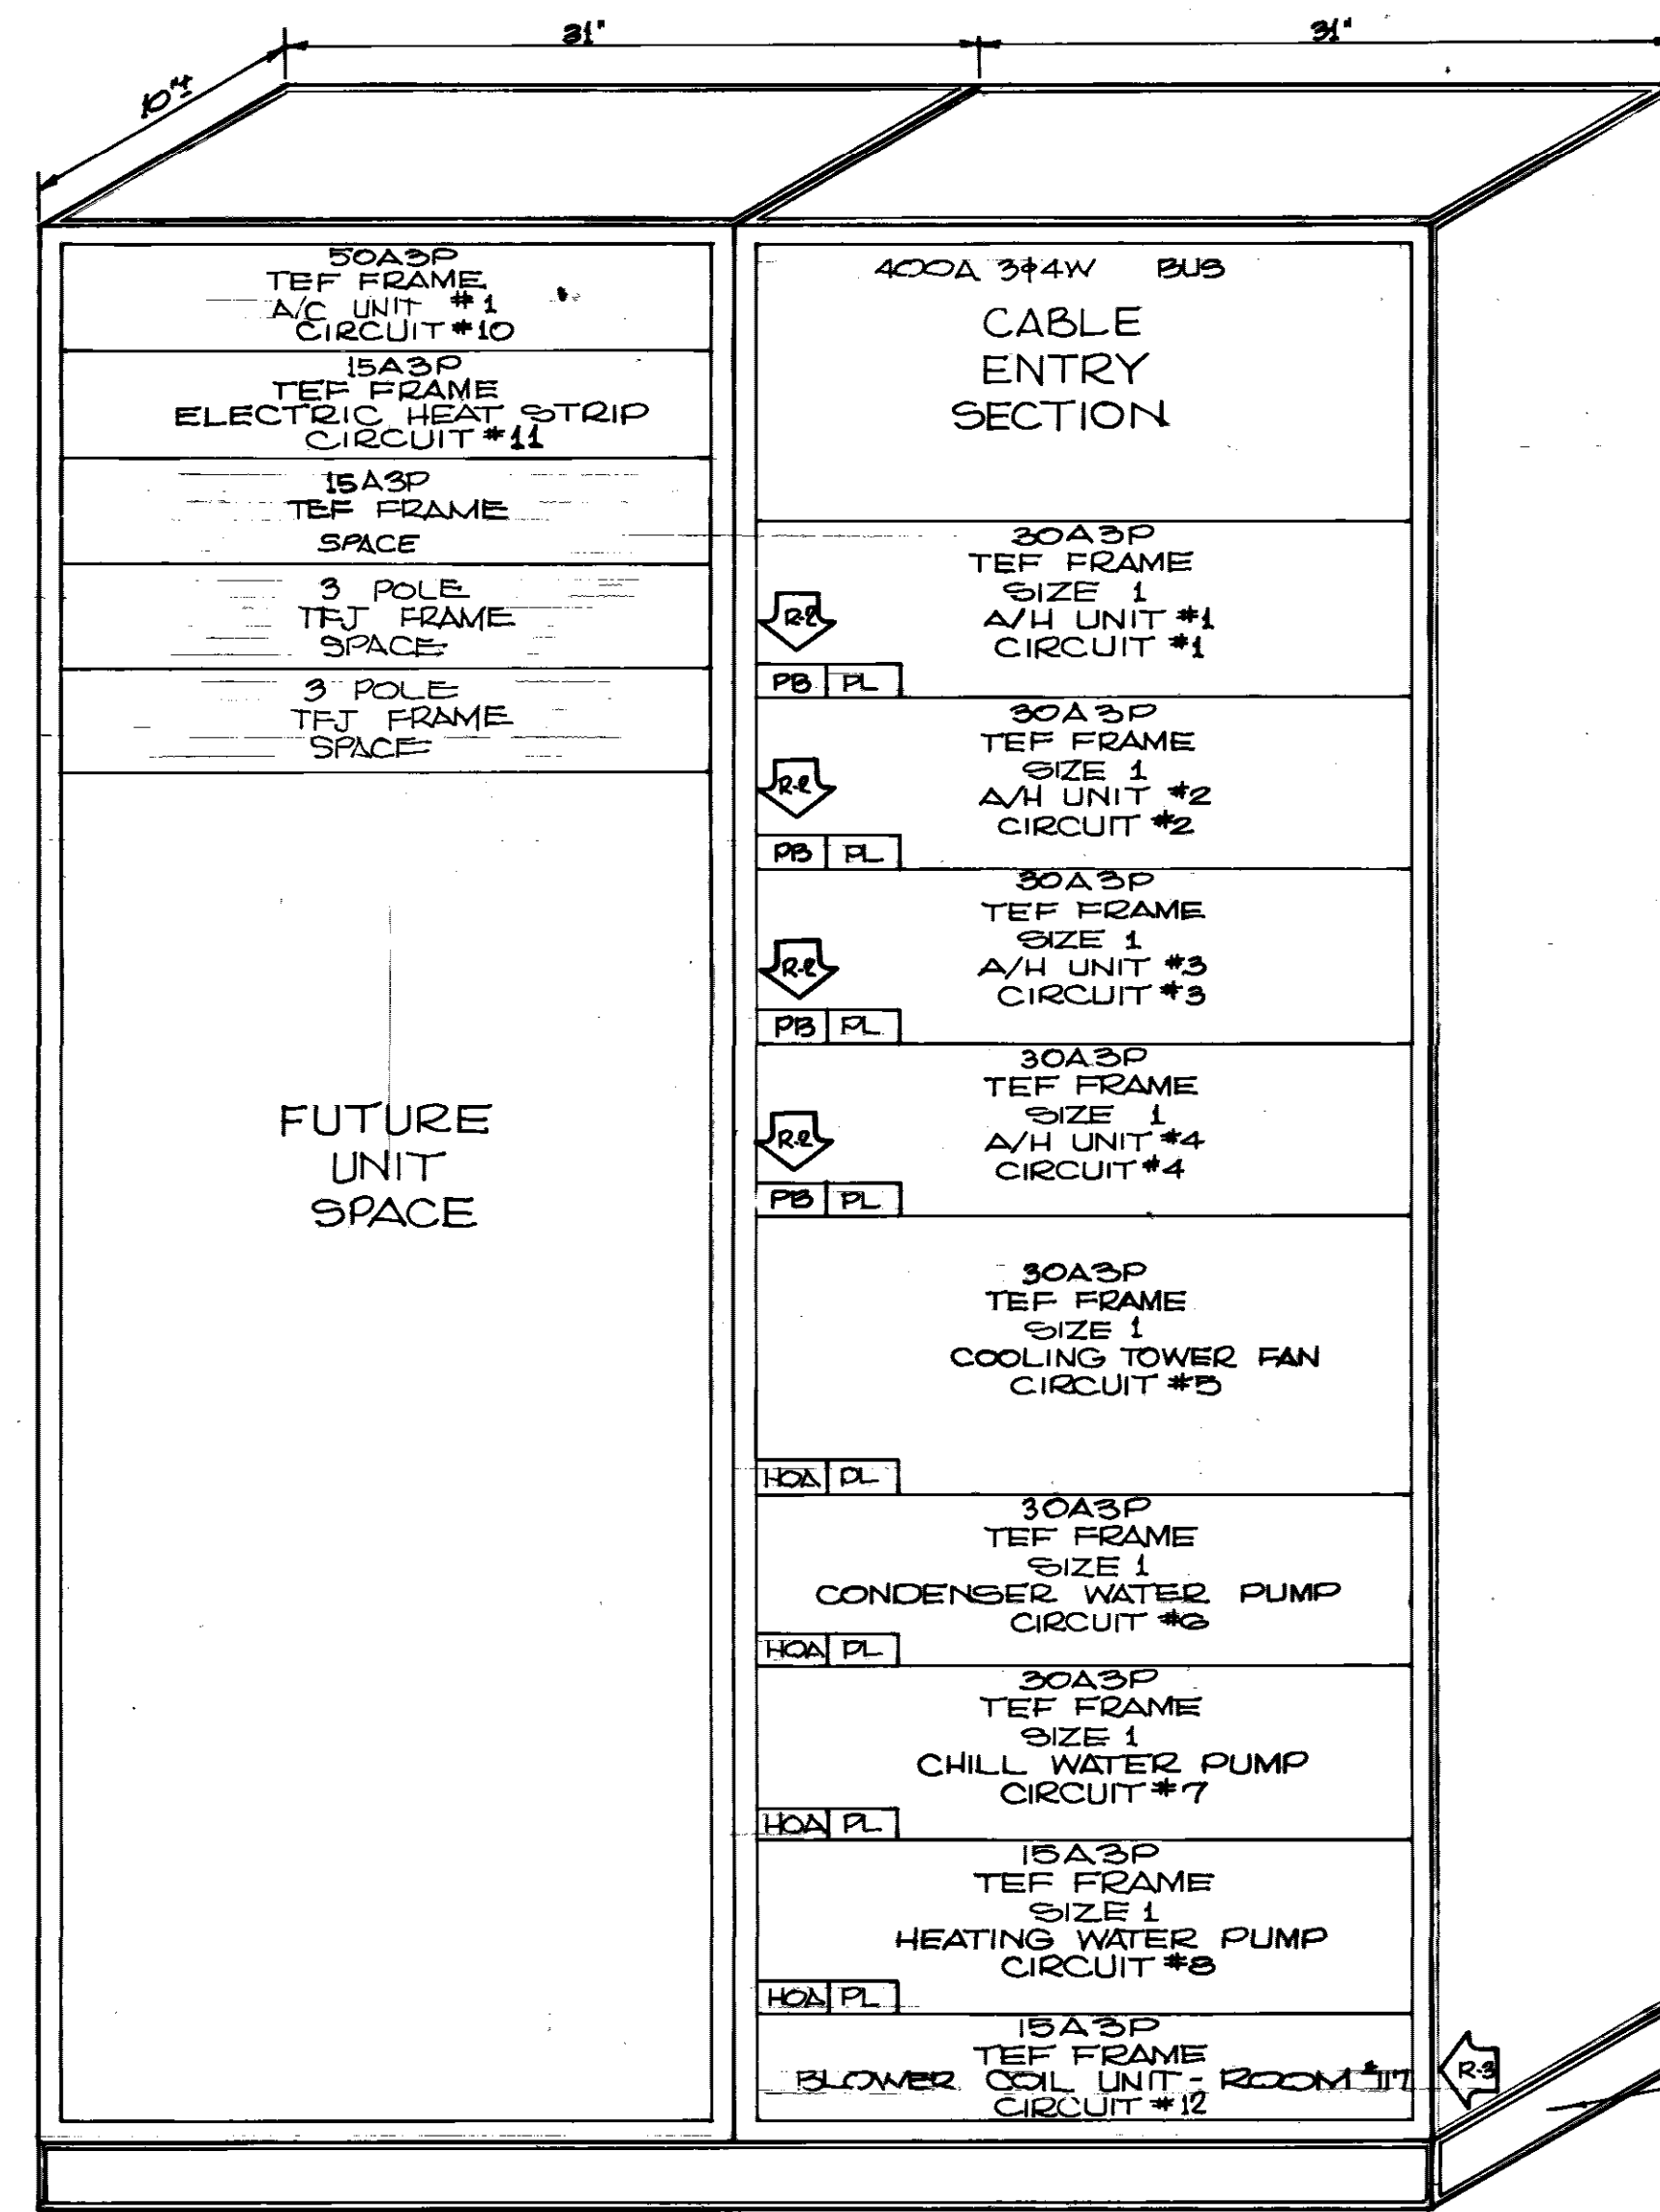 31"
31"
10"±
50A3P
TEF FRAME
A/C UNIT #1
CIRCUIT #10
15A3P
TEF FRAME
ELECTRIC HEAT STRIP
CIRCUIT #11
15A3P
TEF FRAME
SPACE
3 POLE
TFJ FRAME
SPACE
3 POLE
TFJ FRAME
SPACE
FUTURE
UNIT
SPACE
400A 3ϕ4W BUS
CABLE
ENTRY
SECTION
30A3P
TEF FRAME
SIZE 1
A/H UNIT #1
CIRCUIT #1
R-2
PB PL
30A3P
TEF FRAME
SIZE 1
A/H UNIT #2
CIRCUIT #2
R-2
PB PL
30A3P
TEF FRAME
SIZE 1
A/H UNIT #3
CIRCUIT #3
R-2
PB PL
30A3P
TEF FRAME
SIZE 1
A/H UNIT #4
CIRCUIT #4
R-2
PB PL
30A3P
TEF FRAME
SIZE 1
COOLING TOWER FAN
CIRCUIT #5
HOA PL
30A3P
TEF FRAME
SIZE 1
CONDENSER WATER PUMP
CIRCUIT #6
HOA PL
30A3P
TEF FRAME
SIZE 1
CHILL WATER PUMP
CIRCUIT #7
HOA PL
15A3P
TEF FRAME
SIZE 1
HEATING WATER PUMP
CIRCUIT #8
HOA PL
15A3P
TEF FRAME
BLOWER COIL UNIT - ROOM #117
CIRCUIT #12
R-3